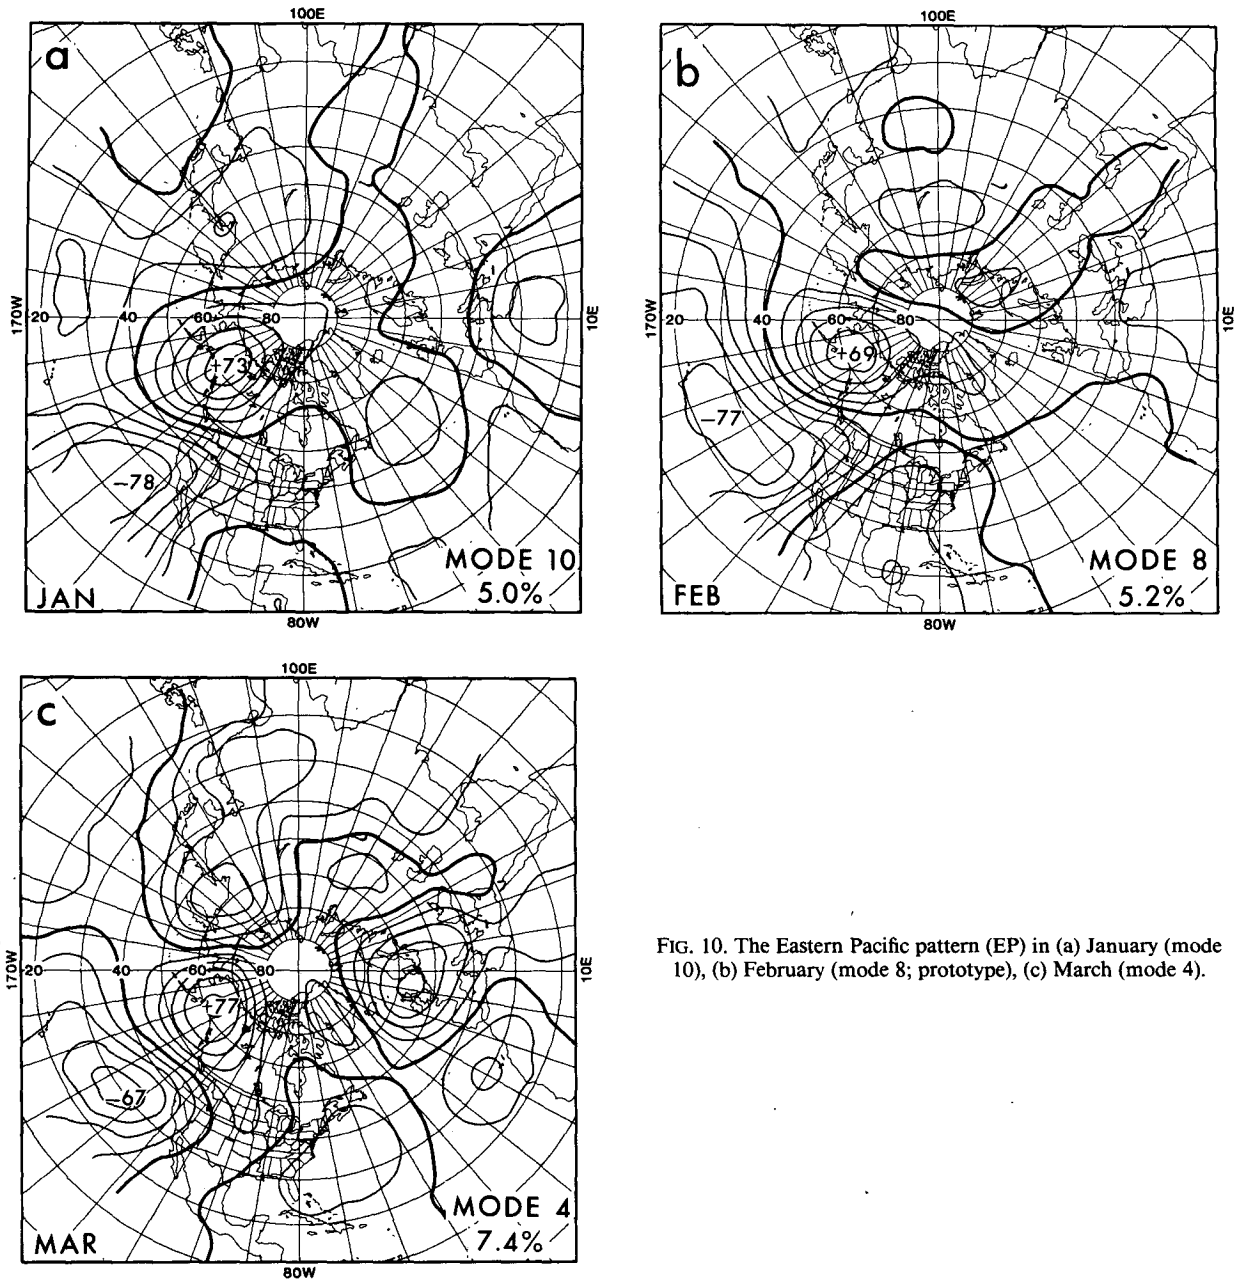 100E
a
170W 20 40 60 80 10E
+73
−78
MODE 10
5.0%
JAN
80W
100E
b
170W 20 40 60 80 10E
+69
−77
MODE 8
5.2%
FEB
80W
100E
c
170W 20 40 60 80 10E
+77
−67
MODE 4
7.4%
MAR
80W
FIG. 10. The Eastern Pacific pattern (EP) in (a) January (mode
10), (b) February (mode 8; prototype), (c) March (mode 4).